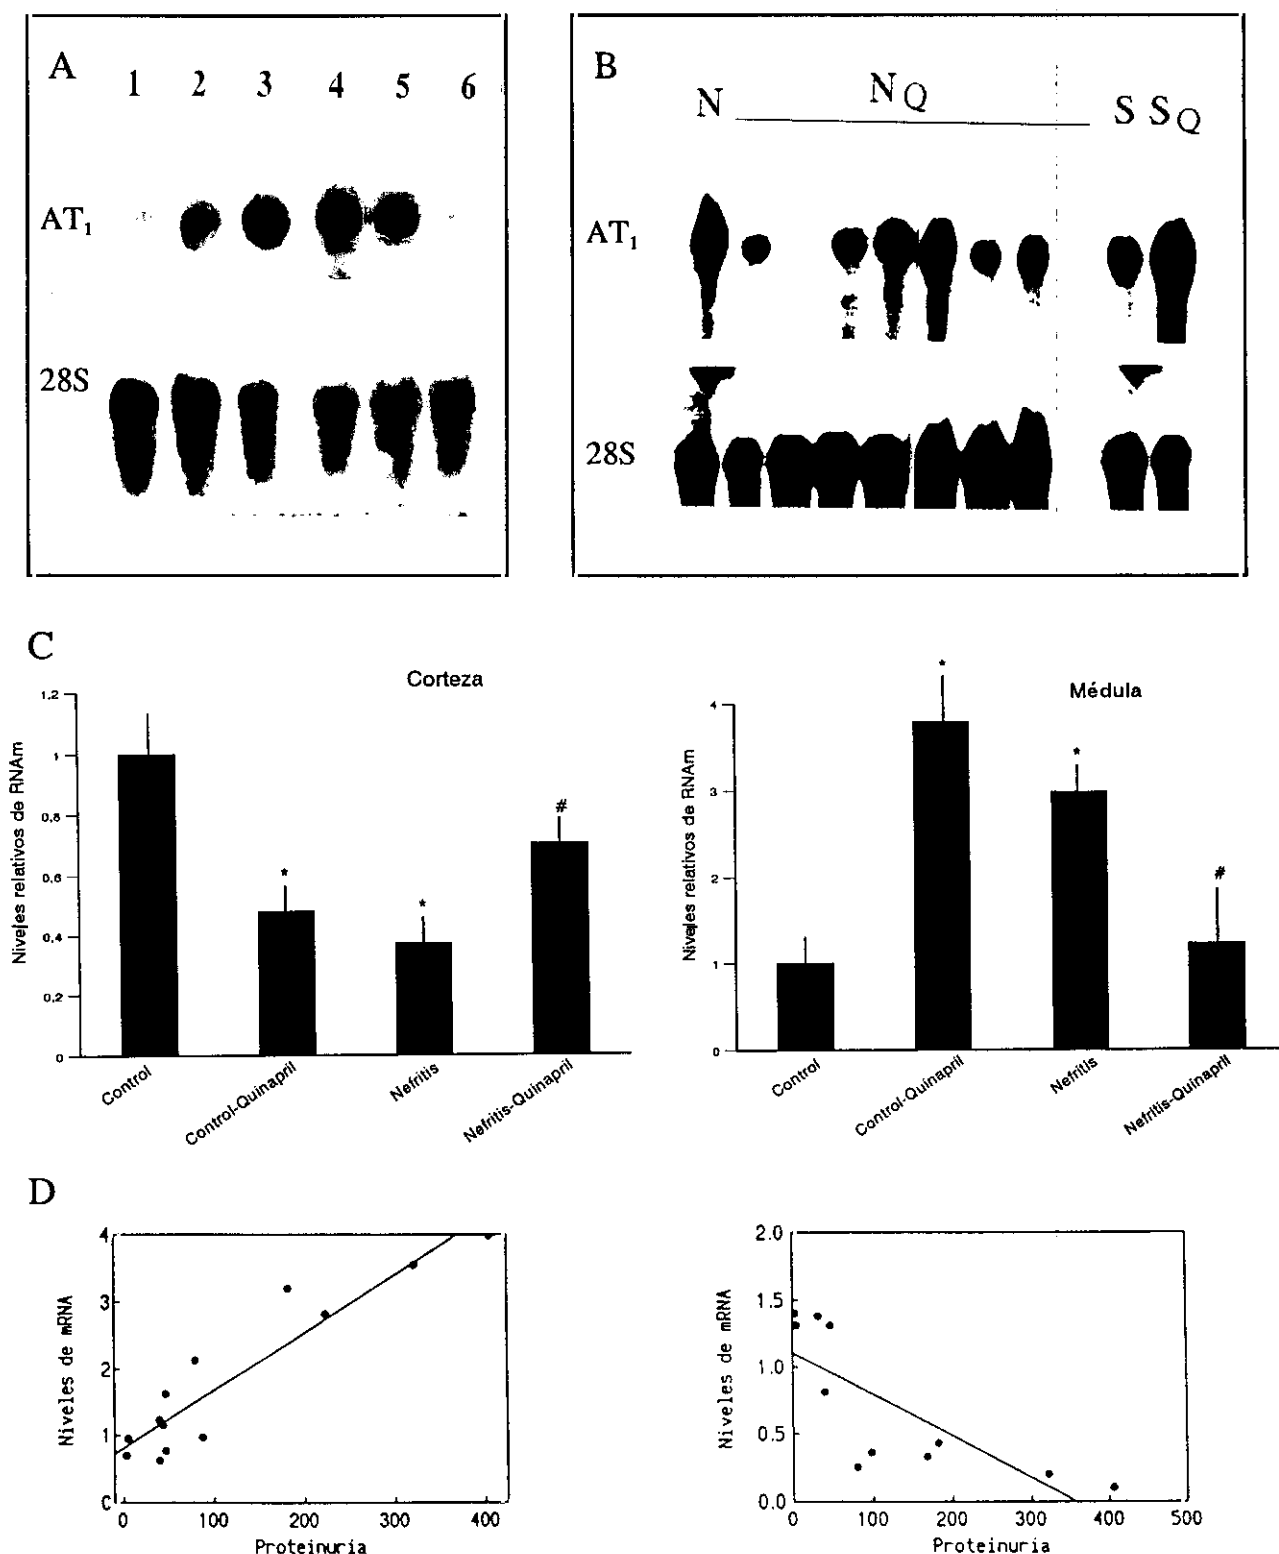 A
1 2 3 4 5 6
AT1
28S
B
N NQ S SQ
AT1
28S
C
Corteza
Nivejes relativos de RNAm
1,2
1
0,8
0,6
0,4
0,2
0
*
*
#
Control
Control-Quinapril
Nefritis
Nefritis-Quinapril
Médula
Nivejes relativos de RNAm
4
3
2
1
0
*
*
#
Control
Control-Quinapril
Nefritis
Nefritis-Quinapril
D
Niveles de mRNA
4
3
2
1
0
0 100 200 300 400
Proteinuria
Niveles de mRNA
2.0
1.5
1.0
0.5
0.0
0 100 200 300 400 500
Proteinuria